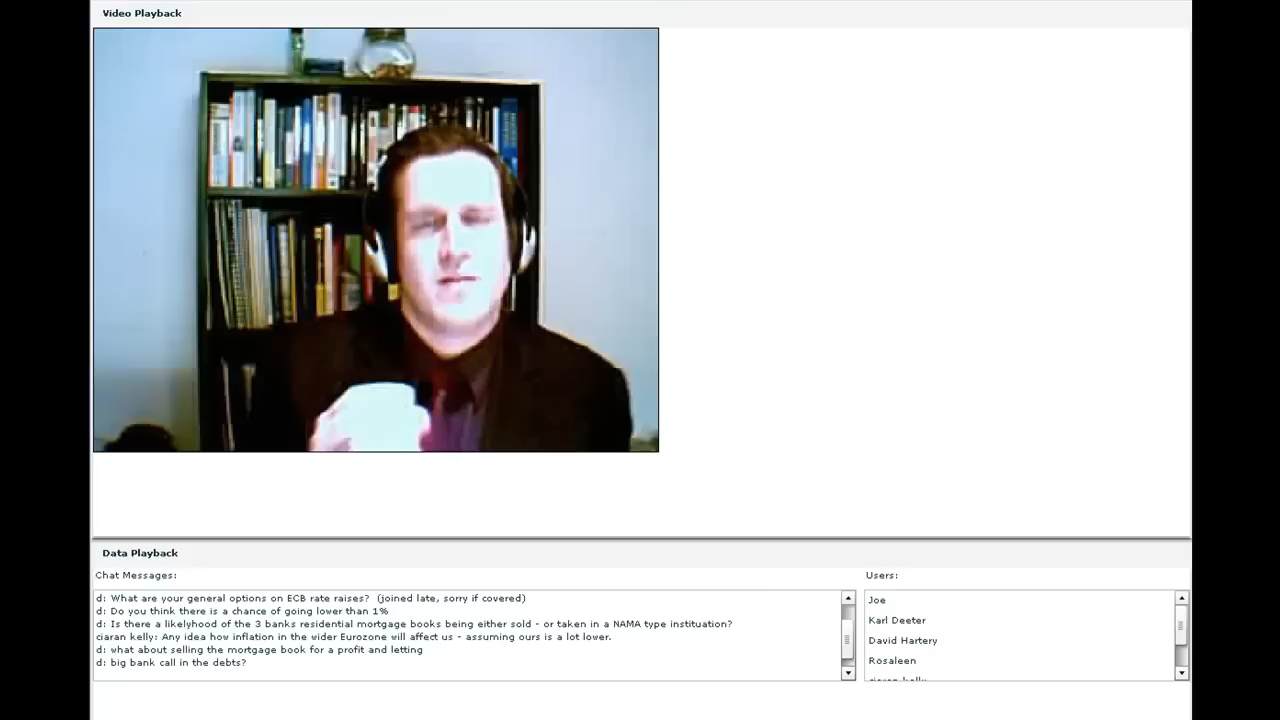 Video Playback
Data Playback
Chat Messages:
Users:
d: What are your general options on ECB rate raises?  (joined late, sorry if covered)
d: Do you think there is a chance of going lower than 1%
d: Is there a likelyhood of the 3 banks residential mortgage books being either sold - or taken in a NAMA type instituation?
ciaran kelly: Any idea how inflation in the wider Eurozone will affect us - assuming ours is a lot lower.
d: what about selling the mortgage book for a profit and letting
d: big bank call in the debts?
Joe
Karl Deeter
David Hartery
Rosaleen
ciaran kelly